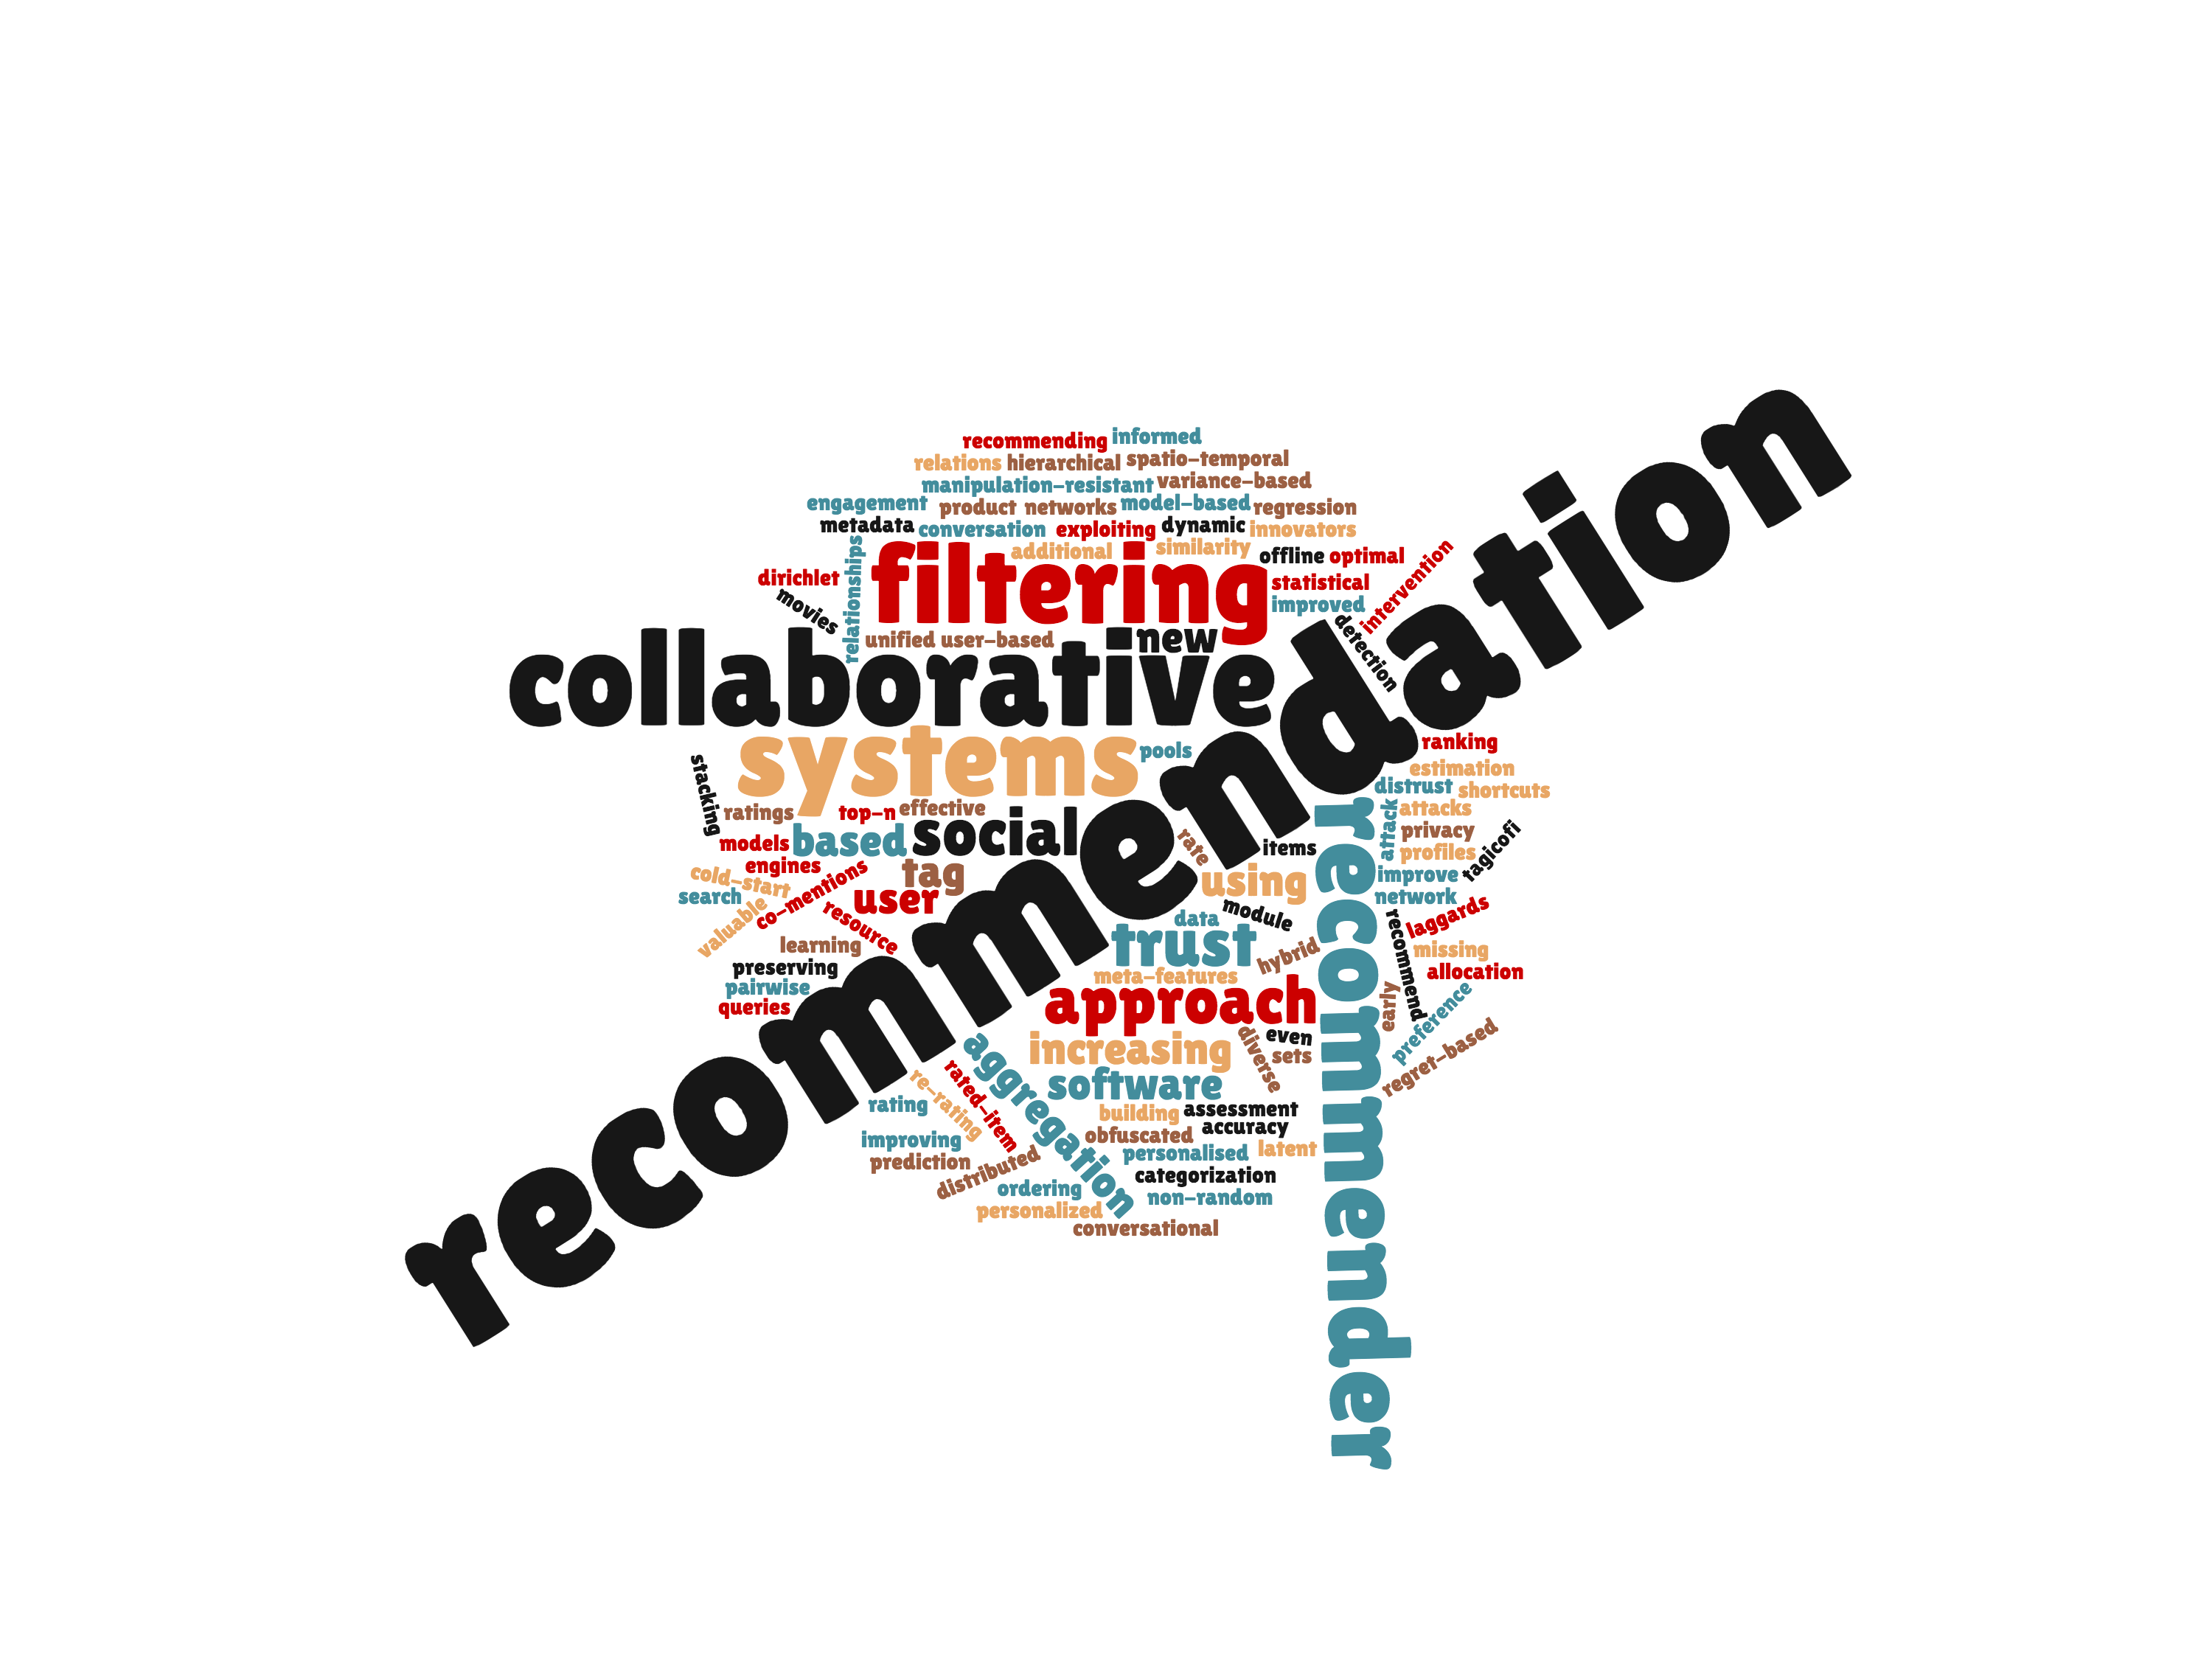 recommending informed
relations hierarchical spatio-temporal
manipulation-resistant variance-based
engagement product networks model-based regression
metadata conversation exploiting dynamic innovators
additional similarity offline optimal
intervention
dirichlet relationships filtering statistical
movies improved
detection
unified user-based new
collaborative
recommendation
systems pools ranking
stacking estimation
distrust shortcuts
ratings top-n effective attack attacks
models based social rate items privacy
tagicofi
engines tag profiles
cold-start co-mentions using improve
search user network
valuable resource data module recommend laggards
learning trust hybrid missing
preserving meta-features allocation
pairwise approach early preference
queries
recommender
aggregation increasing diverse even
sets regret-based
re-rating rated-item software
rating building assessment
obfuscated accuracy
improving personalised latent
prediction distributed categorization
ordering non-random
personalized
conversational